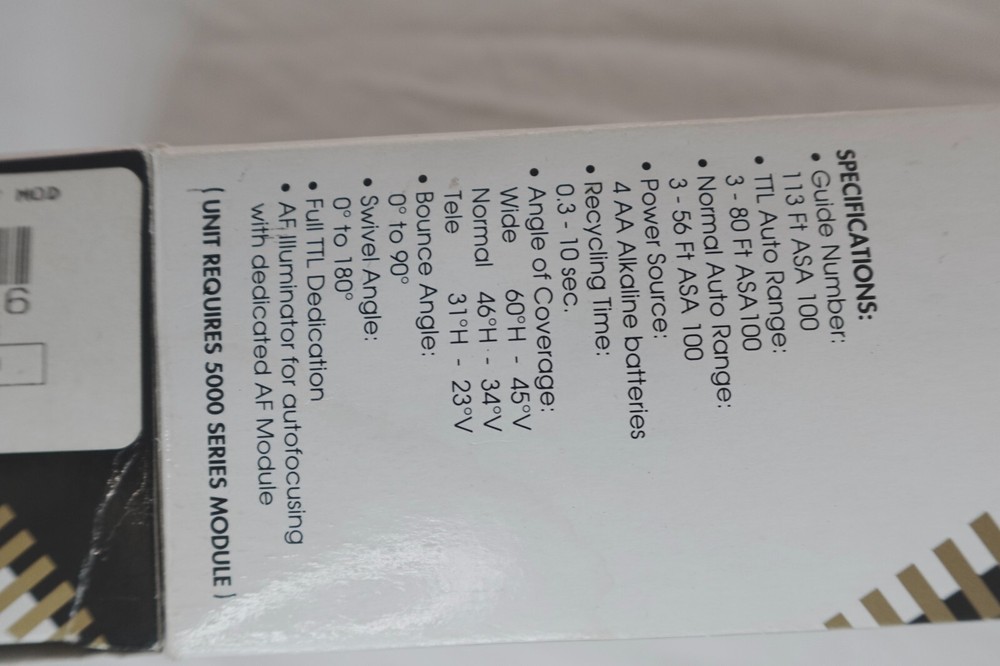 SPECIFICATIONS:
• Guide Number:
113 Ft ASA 100
• TTL Auto Range:
3 - 80 Ft ASA 100
• Normal Auto Range:
3 - 56 Ft ASA 100
• Power Source:
4 AA Alkaline batteries
• Recycling Time:
0.3 - 10 sec.
• Angle of Coverage:
Wide 60°H - 45°V
Normal 46°H - 34°V
Tele 31°H - 23°V
• Bounce Angle:
0° to 90°
• Swivel Angle:
0° to 180°
• Full TTL Dedication
• AF Illuminator for autofocusing
with dedicated AF Module
( UNIT REQUIRES 5000 SERIES MODULE )
MOD
6